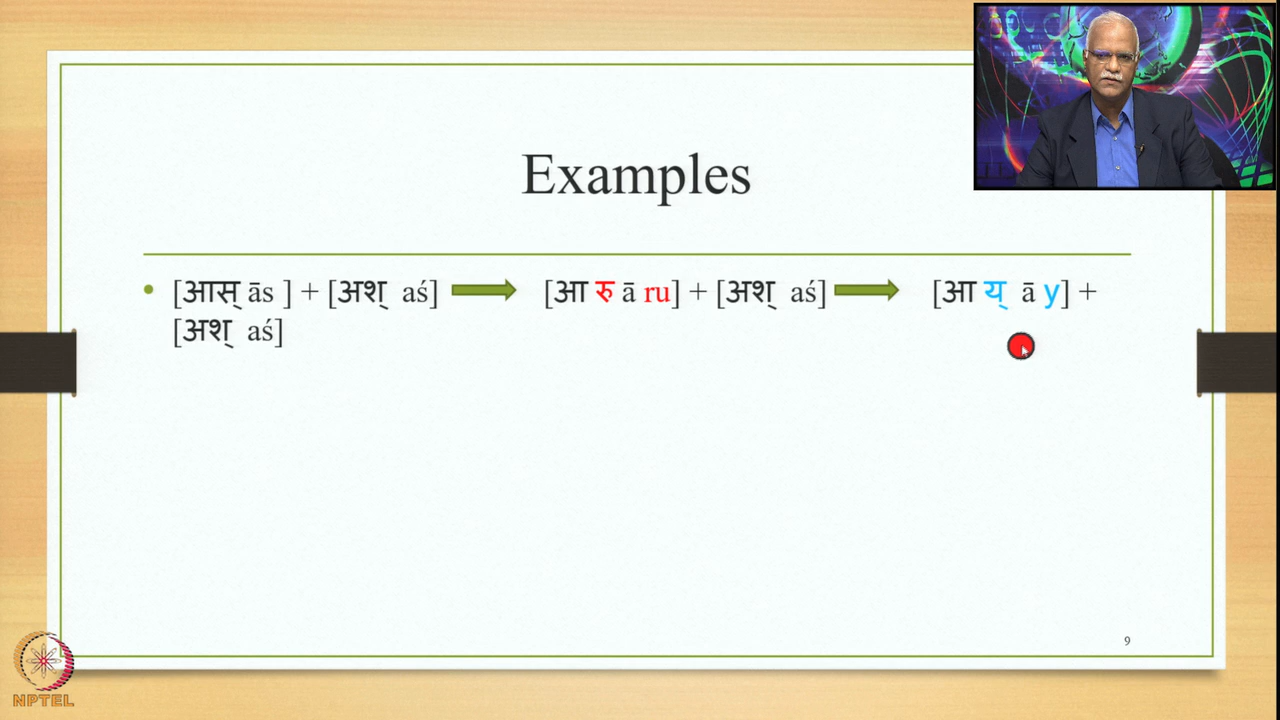 Examples
• [आस् ās ] + [अश् aś] [आ रु ā ru] + [अश् aś] [आ य् ā y] +
[अश् aś]
9
NPTEL